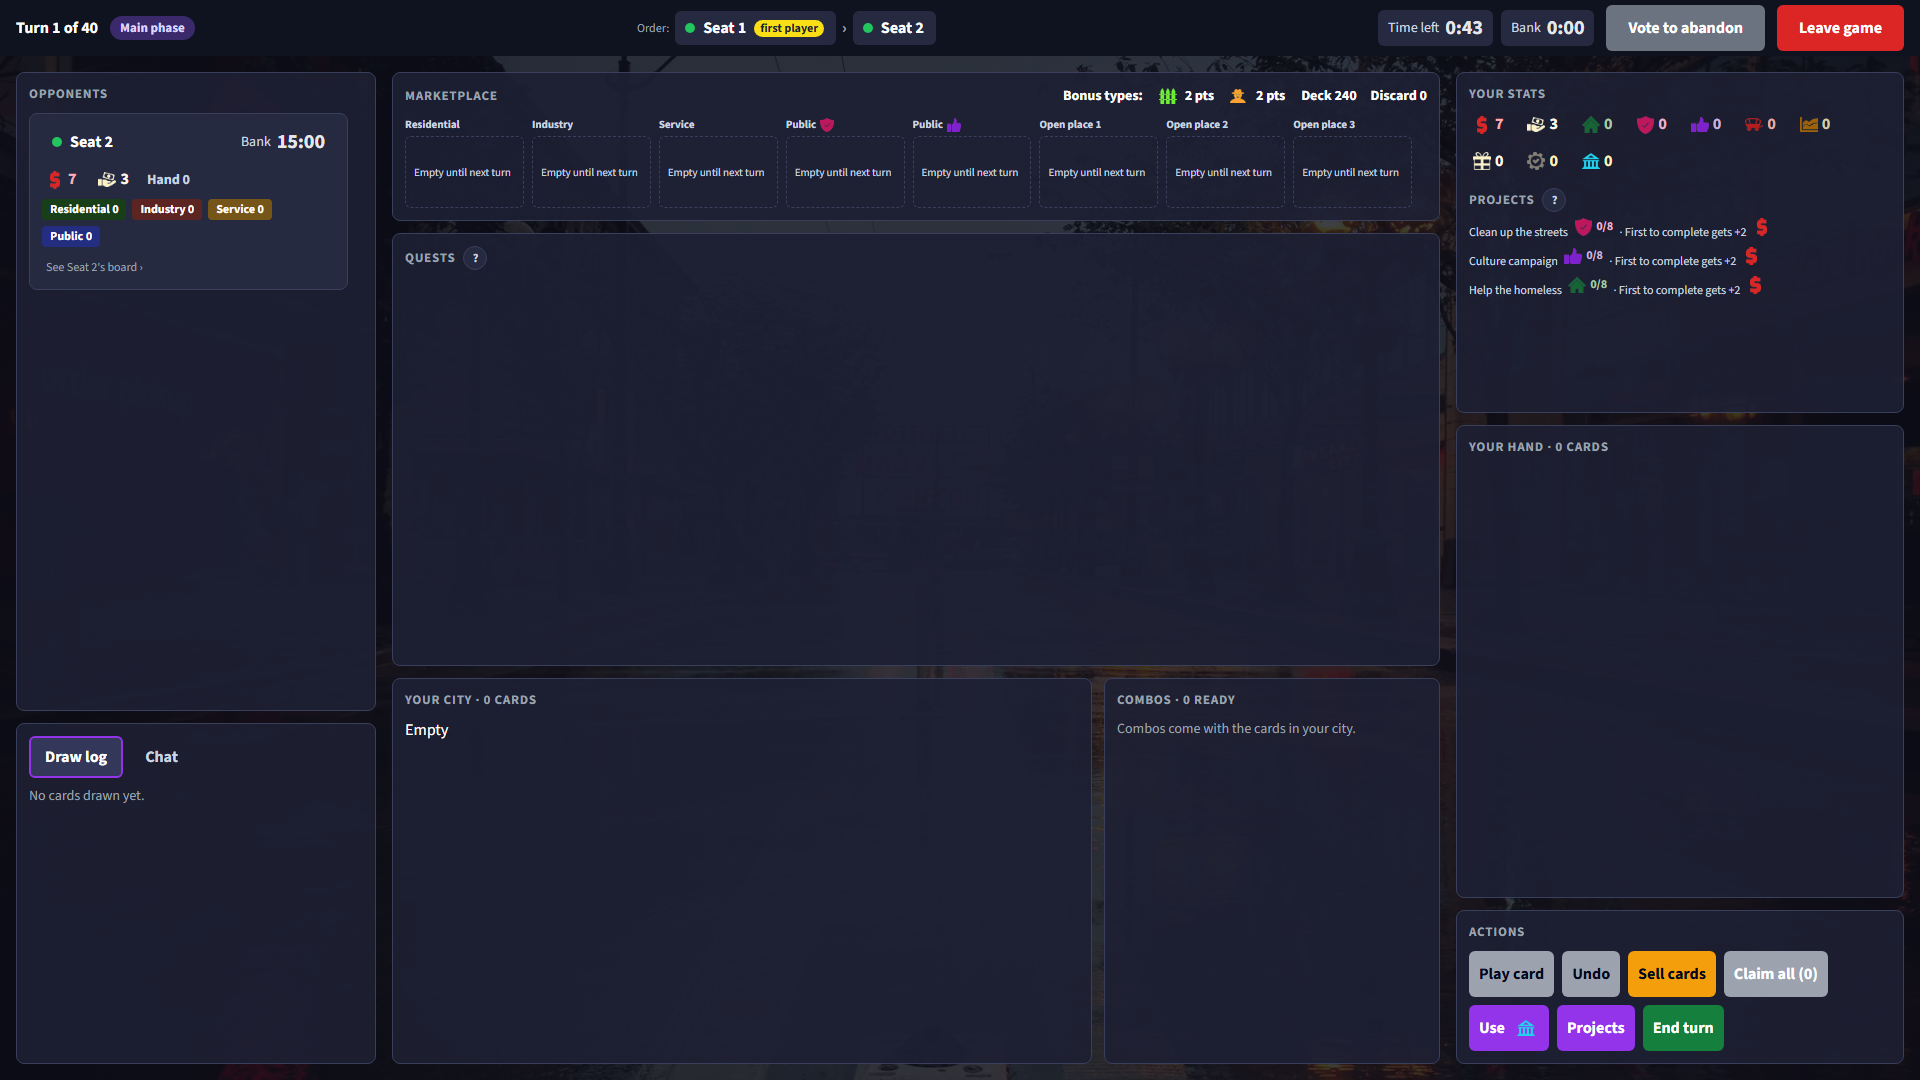 Turn 1 of 40 Main phase
Order: Seat 1 first player › Seat 2
Time left 0:43 Bank 0:00 Vote to abandon Leave game
OPPONENTS
Seat 2 Bank 15:00
7 3 Hand 0
Residential 0 Industry 0 Service 0
Public 0
See Seat 2's board ›
Draw log Chat
No cards drawn yet.
MARKETPLACE Bonus types: 2 pts 2 pts Deck 240 Discard 0
Residential Industry Service Public Public Open place 1 Open place 2 Open place 3
Empty until next turn Empty until next turn Empty until next turn Empty until next turn Empty until next turn Empty until next turn Empty until next turn Empty until next turn
QUESTS ?
YOUR CITY · 0 CARDS
Empty
COMBOS · 0 READY
Combos come with the cards in your city.
YOUR STATS
7 3 0 0 0 0 0
0 0 0
PROJECTS ?
Clean up the streets 0/8 · First to complete gets +2
Culture campaign 0/8 · First to complete gets +2
Help the homeless 0/8 · First to complete gets +2
YOUR HAND · 0 CARDS
ACTIONS
Play card Undo Sell cards Claim all (0)
Use Projects End turn